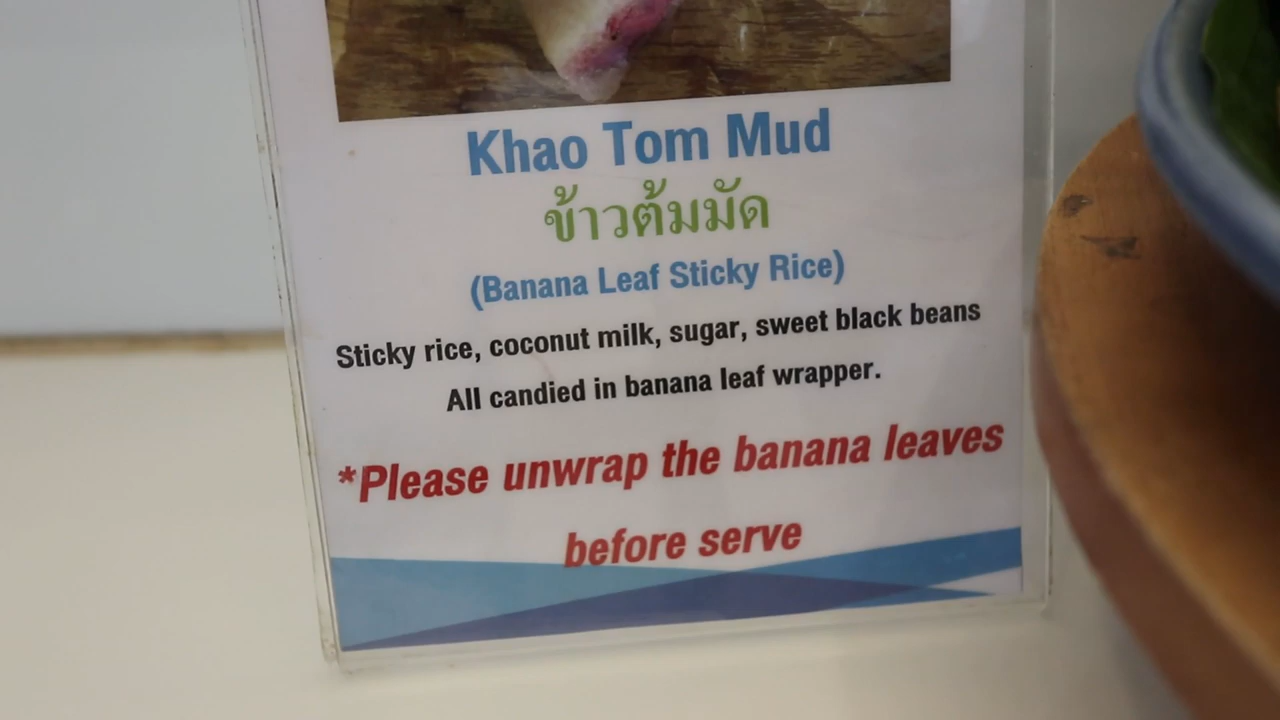 Khao Tom Mud
ข้าวต้มมัด
(Banana Leaf Sticky Rice)
Sticky rice, coconut milk, sugar, sweet black beans
All candied in banana leaf wrapper.
*Please unwrap the banana leaves
before serve